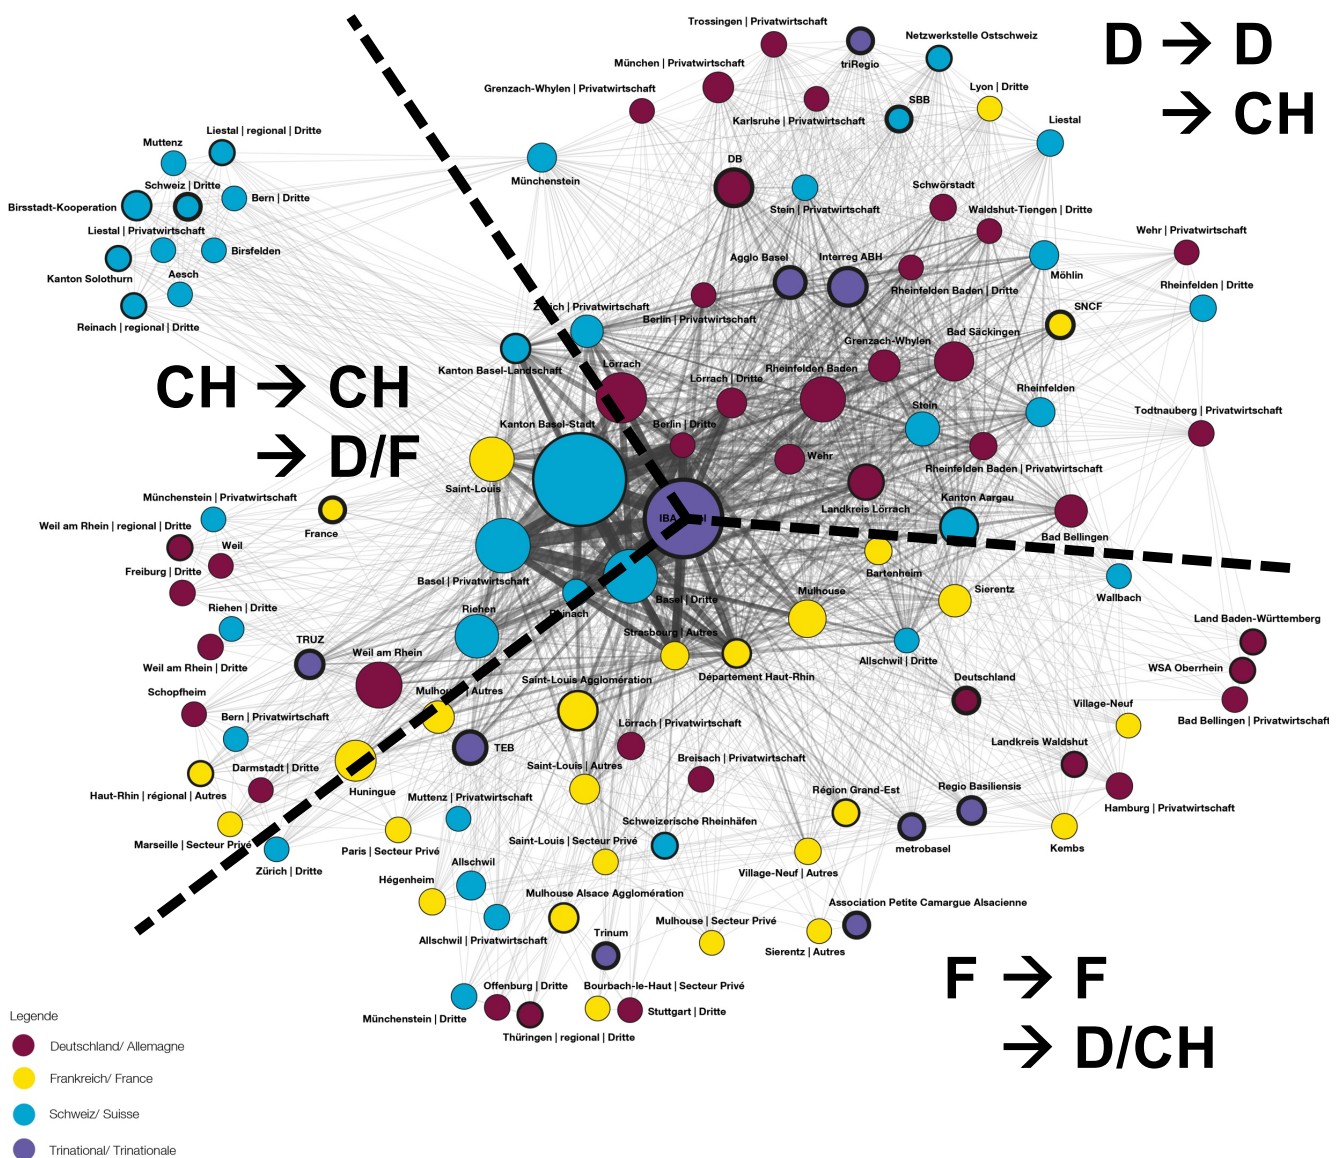 Trossingen | Privatwirtschaft
triRegio
Netzwerkstelle Ostschweiz
D → D
→ CH
München | Privatwirtschaft
Grenzach-Whylen | Privatwirtschaft
Karlsruhe | Privatwirtschaft
SBB
Lyon | Dritte
Liestal
Liestal | regional | Dritte
Muttenz
Schweiz | Dritte
Bern | Dritte
Birsstadt-Kooperation
Liestal | Privatwirtschaft
Birsfelden
Kanton Solothurn
Aesch
Reinach | regional | Dritte
Münchenstein
DB
Stein | Privatwirtschaft
Schwörstadt
Waldshut-Tiengen | Dritte
Wehr | Privatwirtschaft
Agglo Basel
Interreg ABH
Rheinfelden Baden | Dritte
Möhlin
Rheinfelden | Dritte
Zürich | Privatwirtschaft
Berlin | Privatwirtschaft
SNCF
Bad Säckingen
Grenzach-Whylen
Kanton Basel-Landschaft
Lörrach
Lörrach | Dritte
Rheinfelden Baden
Rheinfelden
CH → CH
→ D/F
Kanton Basel-Stadt
Berlin | Dritte
Stein
Todtnauberg | Privatwirtschaft
Saint-Louis
Wehr
Rheinfelden Baden | Privatwirtschaft
Landkreis Lörrach
Kanton Aargau
Bad Bellingen
Münchenstein | Privatwirtschaft
France
Weil am Rhein | regional | Dritte
Weil
Freiburg | Dritte
Riehen | Dritte
Weil am Rhein | Dritte
TRUZ
Schopfheim
Bern | Privatwirtschaft
Haut-Rhin | régional | Autres
Darmstadt | Dritte
Marseille | Secteur Privé
Zürich | Dritte
Basel | Privatwirtschaft
Riehen
Reinach
Basel | Dritte
Weil am Rhein
Mulhouse | Autres
Huningue
Strasbourg | Autres
Département Haut-Rhin
Mulhouse
Bartenheim
Sierentz
Wallbach
Allschwil | Dritte
Land Baden-Württemberg
WSA Oberrhein
Bad Bellingen | Privatwirtschaft
Deutschland
Village-Neuf
Landkreis Waldshut
Hamburg | Privatwirtschaft
Kembs
Saint-Louis Agglomération
TEB
Lörrach | Privatwirtschaft
Saint-Louis | Autres
Breisach | Privatwirtschaft
Muttenz | Privatwirtschaft
Paris | Secteur Privé
Schweizerische Rheinhäfen
Saint-Louis | Secteur Privé
Région Grand-Est
Regio Basiliensis
metrobasel
Village-Neuf | Autres
Allschwil
Hégenheim
Mulhouse Alsace Agglomération
Allschwil | Privatwirtschaft
Trinum
Mulhouse | Secteur Privé
Association Petite Camargue Alsacienne
Sierentz | Autres
Offenburg | Dritte
Münchenstein | Dritte
Thüringen | regional | Dritte
Bourbach-le-Haut | Secteur Privé
Stuttgart | Dritte
F → F
→ D/CH
Legende
Deutschland/ Allemagne
Frankreich/ France
Schweiz/ Suisse
Trinational/ Trinationale